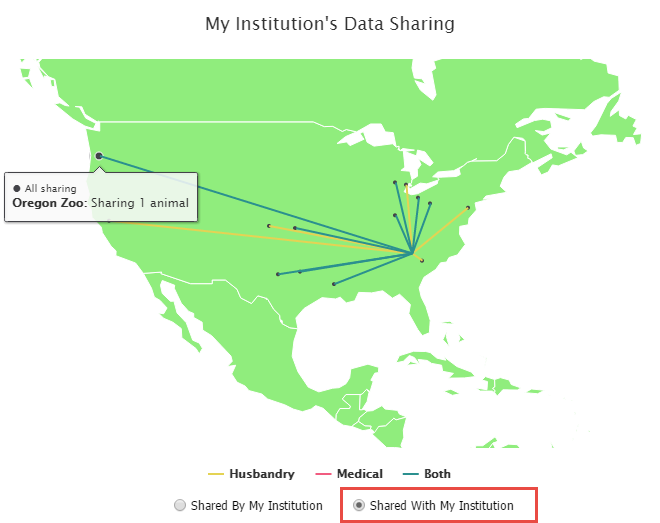 My Institution's Data Sharing
All sharing
Oregon Zoo: Sharing 1 animal
Husbandry Medical Both
Shared By My Institution Shared With My Institution